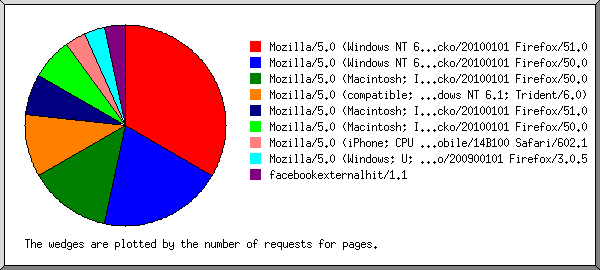 Mozilla/5.0 (Windows NT 6...cko/20100101 Firefox/51.0
Mozilla/5.0 (Windows NT 6...cko/20100101 Firefox/50.0
Mozilla/5.0 (Macintosh; I...cko/20100101 Firefox/50.0
Mozilla/5.0 (compatible; ...dows NT 6.1; Trident/6.0)
Mozilla/5.0 (Macintosh; I...cko/20100101 Firefox/51.0
Mozilla/5.0 (Macintosh; I...cko/20100101 Firefox/50.0
Mozilla/5.0 (iPhone; CPU ...obile/14B100 Safari/602.1
Mozilla/5.0 (Windows; U; ...o/200900101 Firefox/3.0.5
facebookexternalhit/1.1
The wedges are plotted by the number of requests for pages.